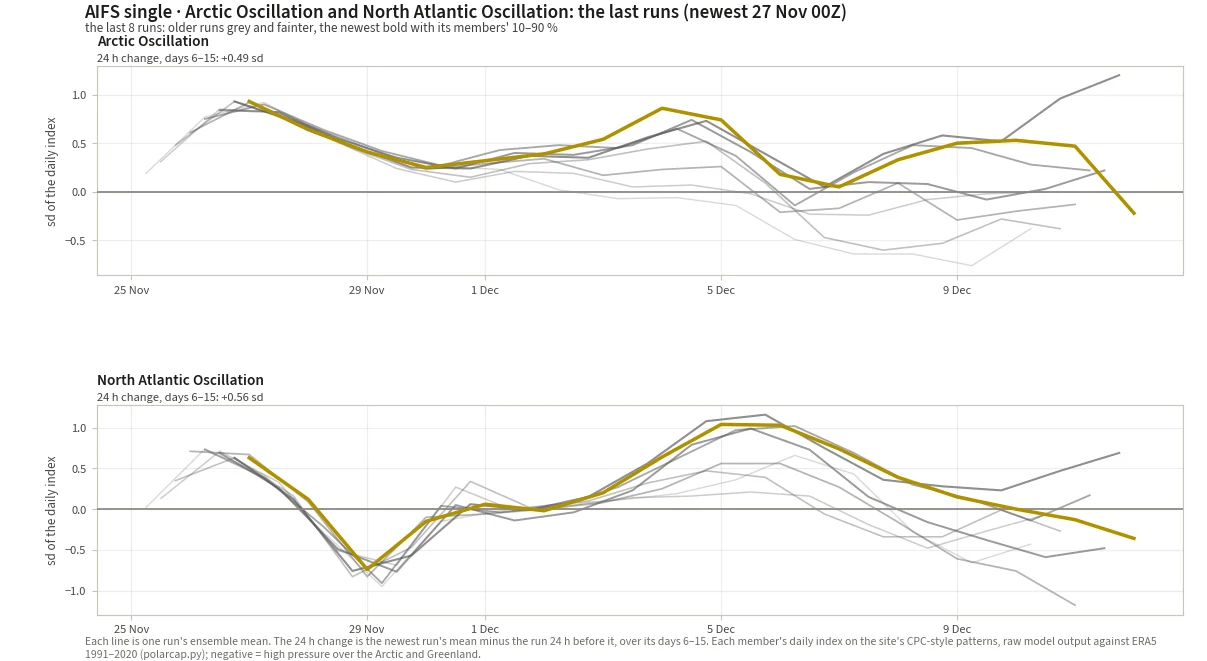 AIFS single · Arctic Oscillation and North Atlantic Oscillation: the last runs (newest 27 Nov 00Z)
the last 8 runs: older runs grey and fainter, the newest bold with its members' 10–90 %
Arctic Oscillation
24 h change, days 6–15: +0.49 sd
sd of the daily index
1.0
0.5
0.0
−0.5
25 Nov
29 Nov
1 Dec
5 Dec
9 Dec
North Atlantic Oscillation
24 h change, days 6–15: +0.56 sd
sd of the daily index
1.0
0.5
0.0
−0.5
−1.0
25 Nov
29 Nov
1 Dec
5 Dec
9 Dec
Each line is one run's ensemble mean. The 24 h change is the newest run's mean minus the run 24 h before it, over its days 6–15. Each member's daily index on the site's CPC-style patterns, raw model output against ERA5
1991–2020 (polarcap.py); negative = high pressure over the Arctic and Greenland.